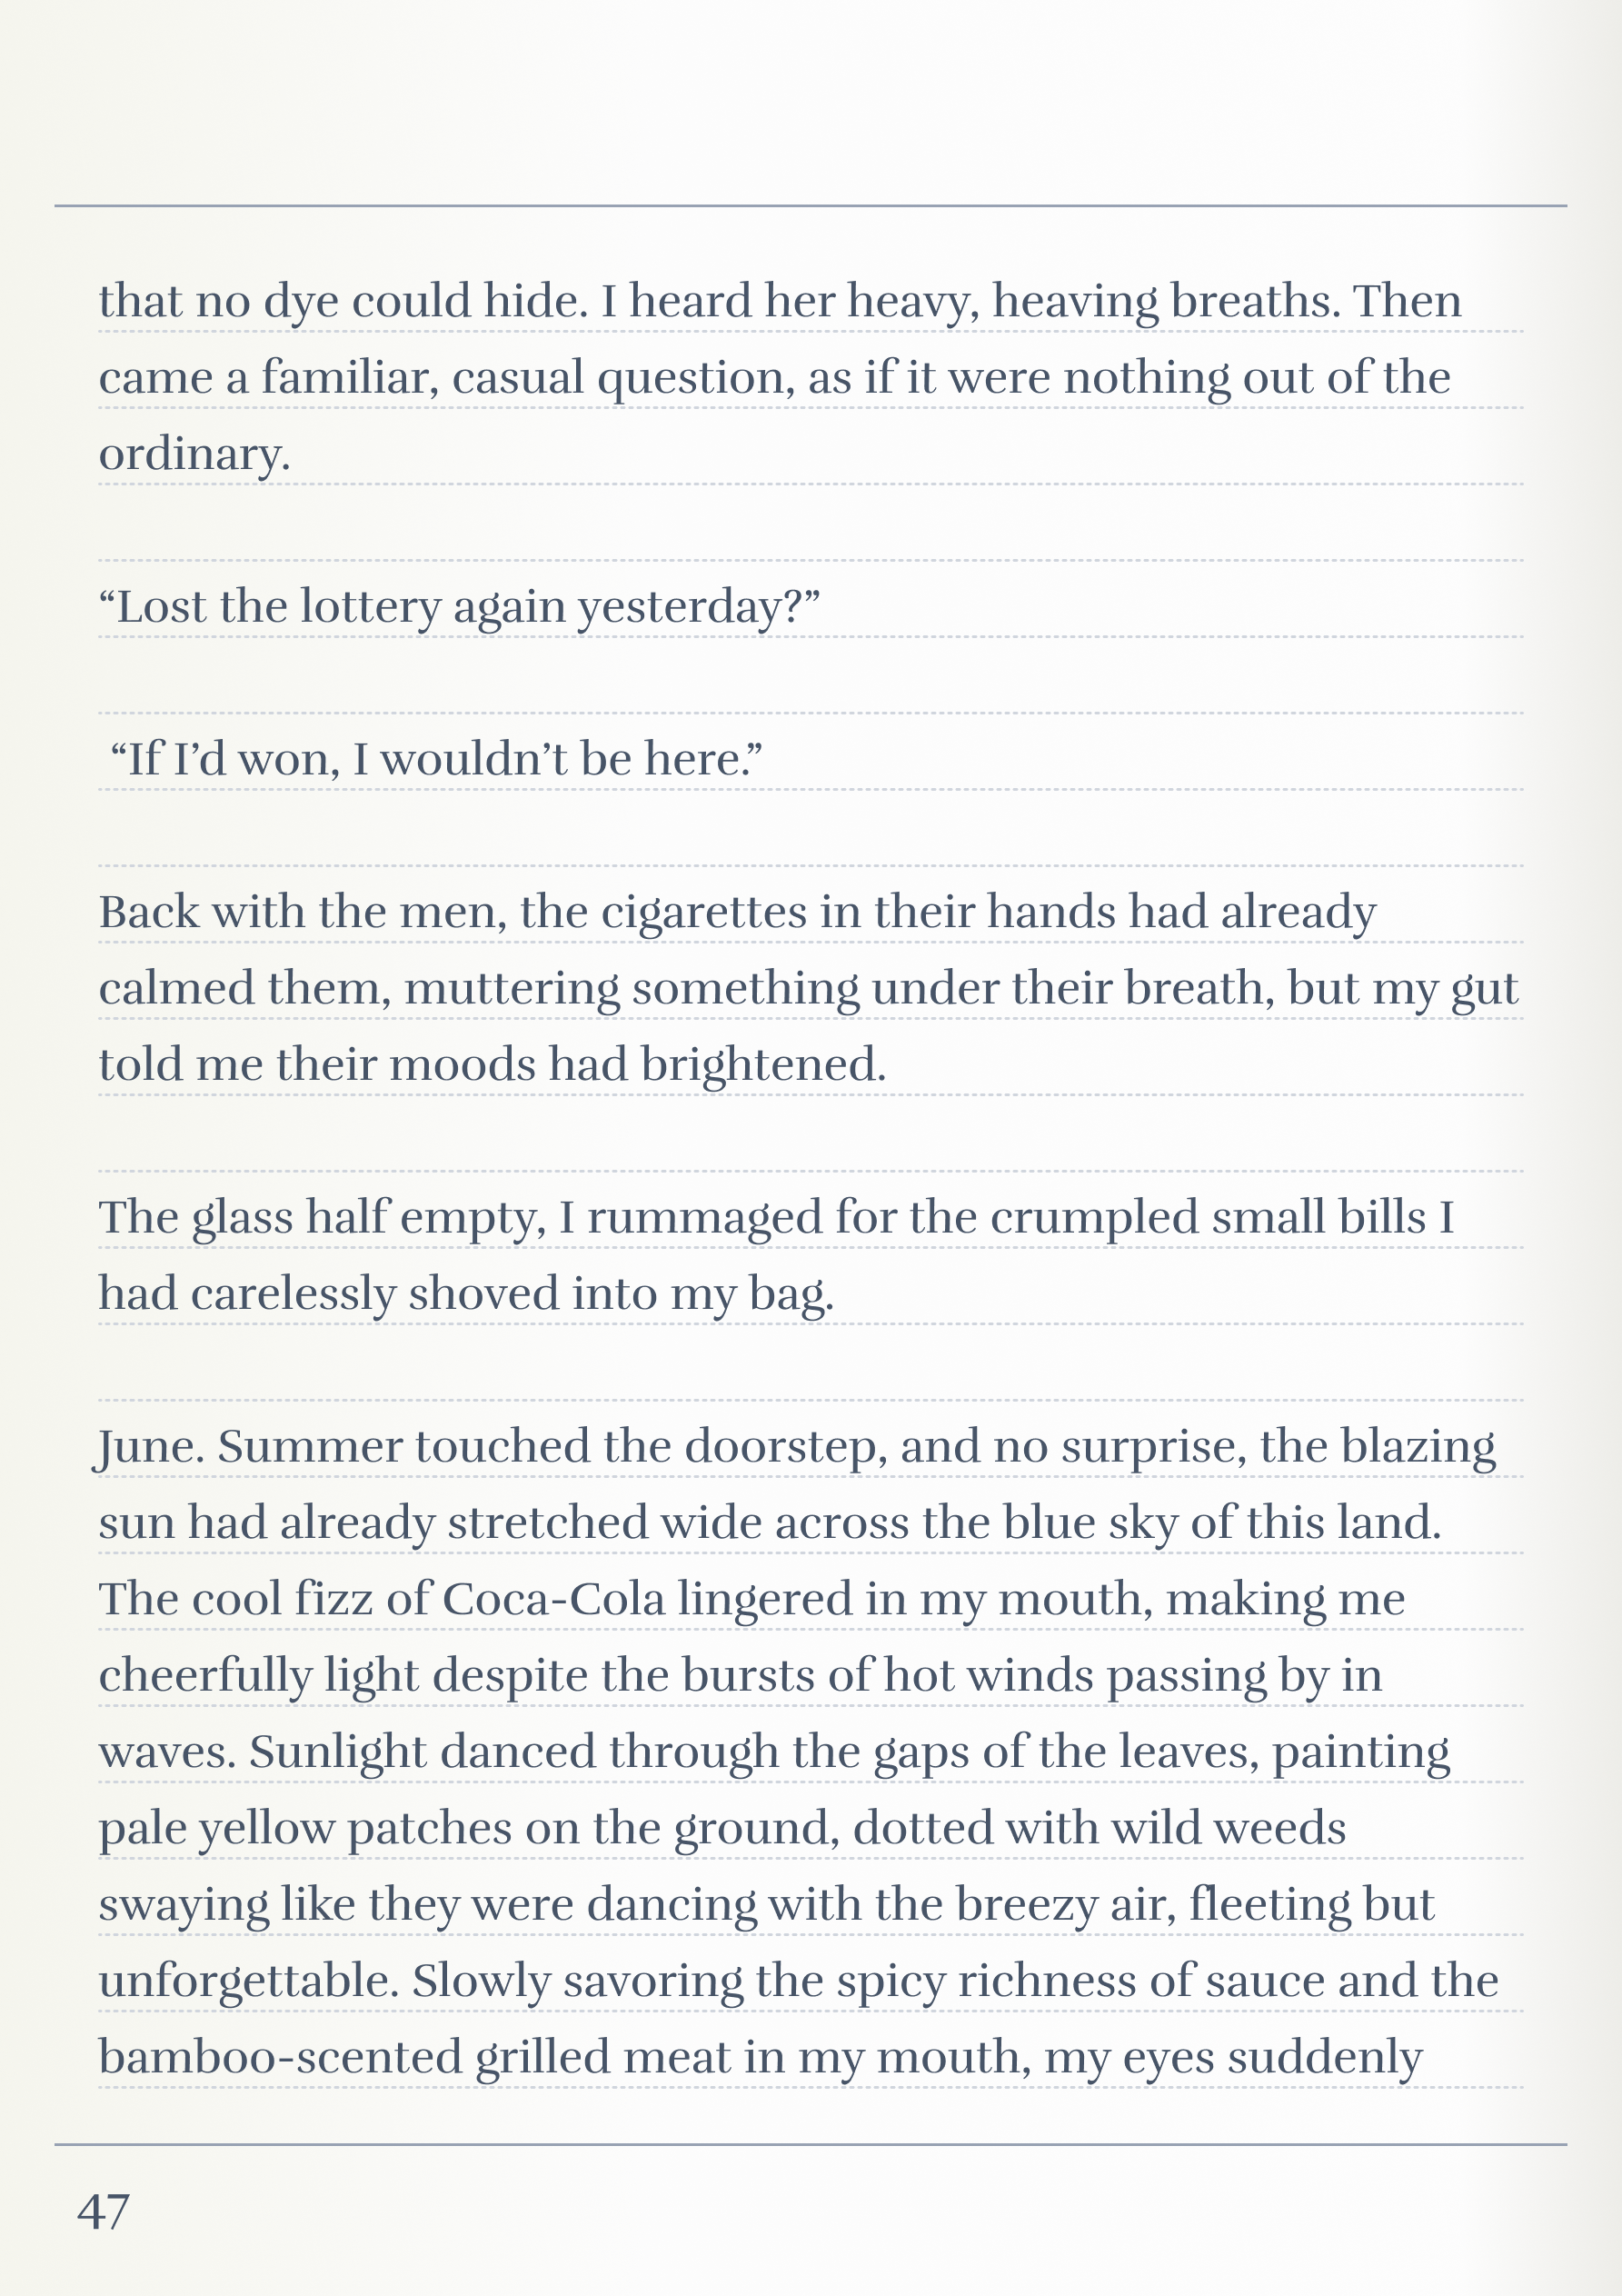 that no dye could hide. I heard her heavy, heaving breaths. Then
came a familiar, casual question, as if it were nothing out of the
ordinary.
“Lost the lottery again yesterday?”
“If I’d won, I wouldn’t be here.”
Back with the men, the cigarettes in their hands had already
calmed them, muttering something under their breath, but my gut
told me their moods had brightened.
The glass half empty, I rummaged for the crumpled small bills I
had carelessly shoved into my bag.
June. Summer touched the doorstep, and no surprise, the blazing
sun had already stretched wide across the blue sky of this land.
The cool fizz of Coca-Cola lingered in my mouth, making me
cheerfully light despite the bursts of hot winds passing by in
waves. Sunlight danced through the gaps of the leaves, painting
pale yellow patches on the ground, dotted with wild weeds
swaying like they were dancing with the breezy air, fleeting but
unforgettable. Slowly savoring the spicy richness of sauce and the
bamboo-scented grilled meat in my mouth, my eyes suddenly
47